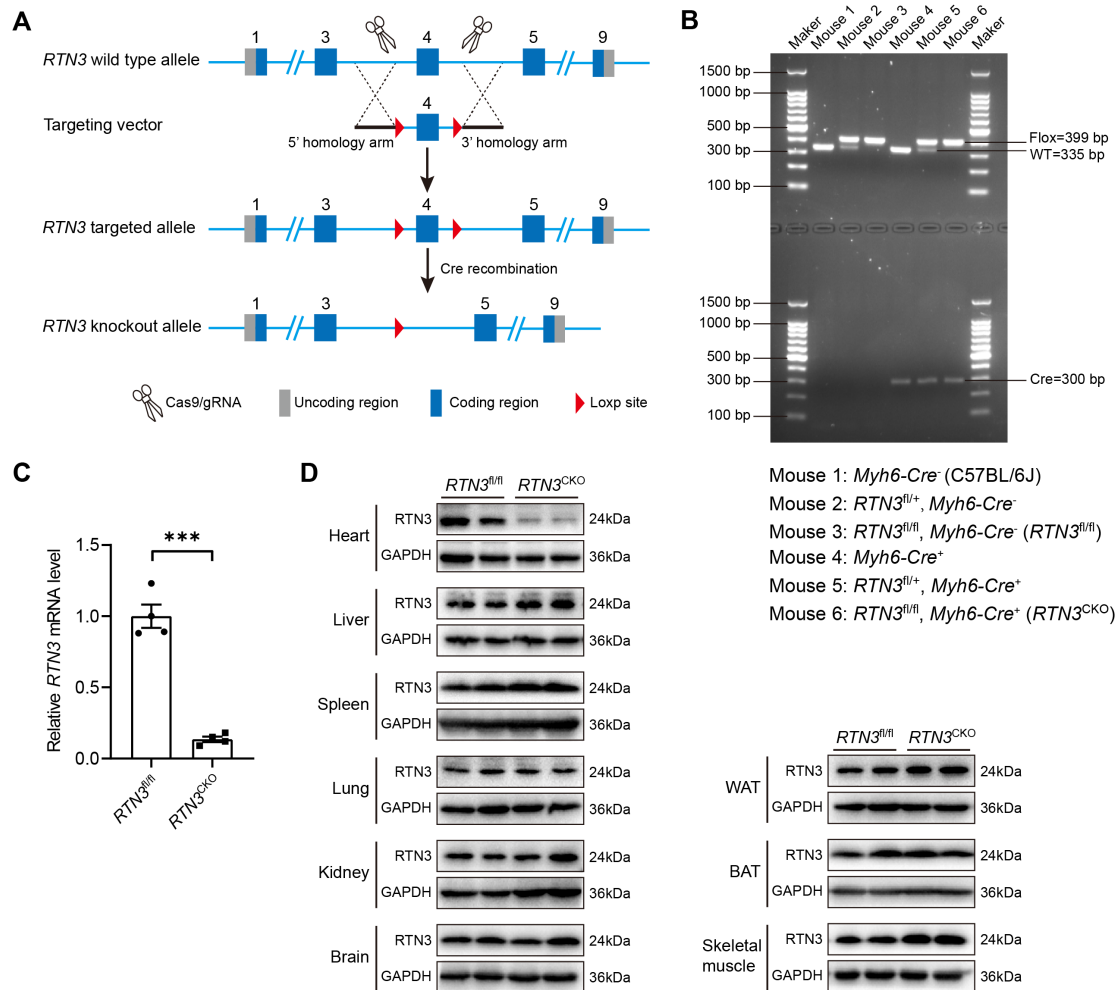 A
1 3 4 5 9
RTN3 wild type allele
4
Targeting vector
5' homology arm 3' homology arm
1 3 4 5 9
RTN3 targeted allele
Cre recombination
1 3 5 9
RTN3 knockout allele
Cas9/gRNA Uncoding region Coding region Loxp site
B
Maker Mouse 1 Mouse 2 Mouse 3 Mouse 4 Mouse 5 Mouse 6 Maker
1500 bp
1000 bp
500 bp
Flox=399 bp
300 bp
WT=335 bp
100 bp
1500 bp
1000 bp
500 bp
300 bp
Cre=300 bp
100 bp
Mouse 1: Myh6-Cre- (C57BL/6J)
Mouse 2: RTN3fl/+, Myh6-Cre-
Mouse 3: RTN3fl/fl, Myh6-Cre- (RTN3fl/fl)
Mouse 4: Myh6-Cre+
Mouse 5: RTN3fl/+, Myh6-Cre+
Mouse 6: RTN3fl/fl, Myh6-Cre+ (RTN3CKO)
C
Relative RTN3 mRNA level
***
1.5
1.0
0.5
0.0
RTN3fl/fl RTN3CKO
D
RTN3fl/fl RTN3CKO
Heart
RTN3 24kDa
GAPDH 36kDa
Liver
RTN3 24kDa
GAPDH 36kDa
Spleen
RTN3 24kDa
GAPDH 36kDa
Lung
RTN3 24kDa
GAPDH 36kDa
Kidney
RTN3 24kDa
GAPDH 36kDa
Brain
RTN3 24kDa
GAPDH 36kDa
RTN3fl/fl RTN3CKO
WAT
RTN3 24kDa
GAPDH 36kDa
BAT
RTN3 24kDa
GAPDH 36kDa
Skeletal
muscle
RTN3 24kDa
GAPDH 36kDa